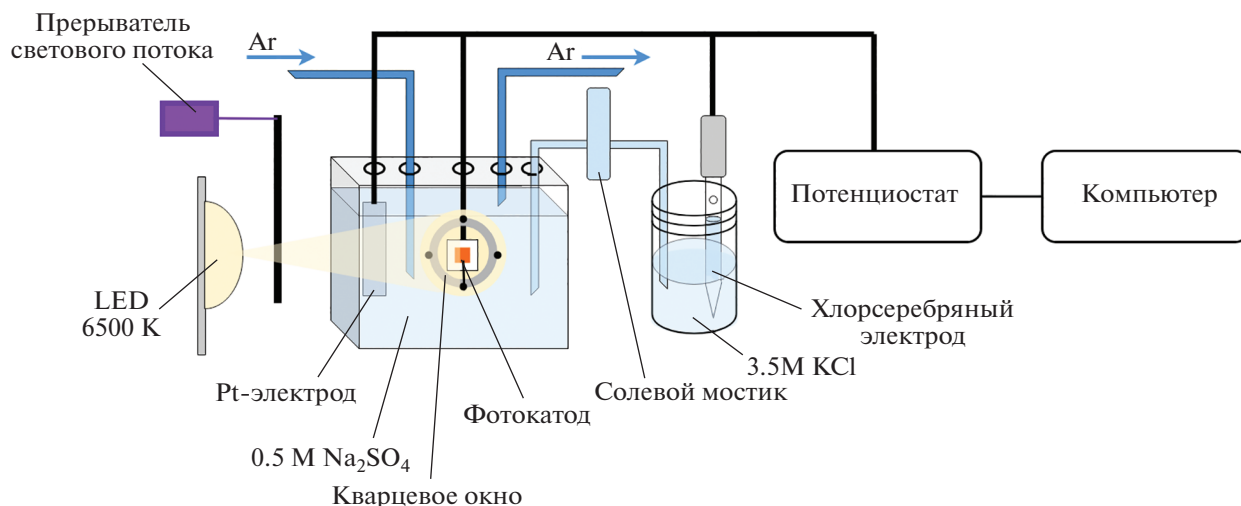 Прерыватель
светового потока
Ar
Ar
Потенциостат
Компьютер
LED
6500 K
Хлорсеребряный
электрод
3.5M KCl
Pt-электрод
Солевой мостик
Фотокатод
0.5 M Na₂SO₄
Кварцевое окно